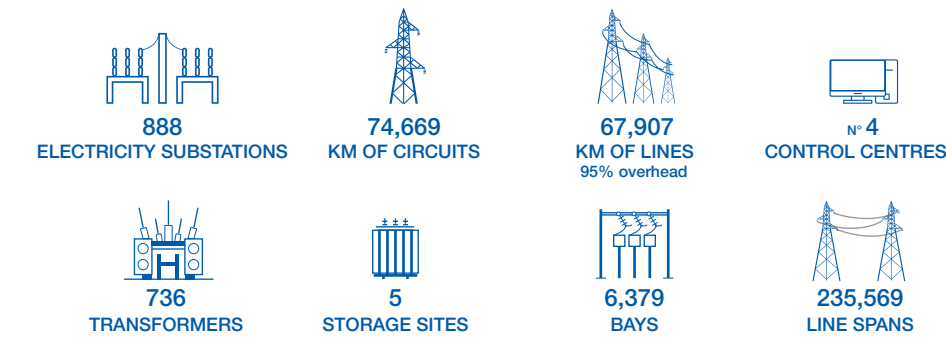 888
ELECTRICITY SUBSTATIONS
74,669
KM OF CIRCUITS
67,907
KM OF LINES
95% overhead
N° 4
CONTROL CENTRES
736
TRANSFORMERS
5
STORAGE SITES
6,379
BAYS
235,569
LINE SPANS